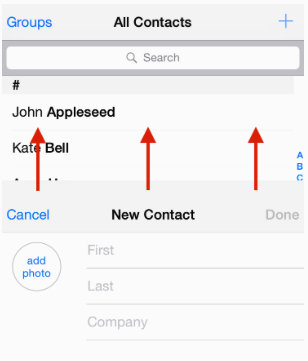 Groups All Contacts +
Search
#
John Appleseed
Kate Bell
A
B
C
Cancel New Contact Done
add
photo
First
Last
Company